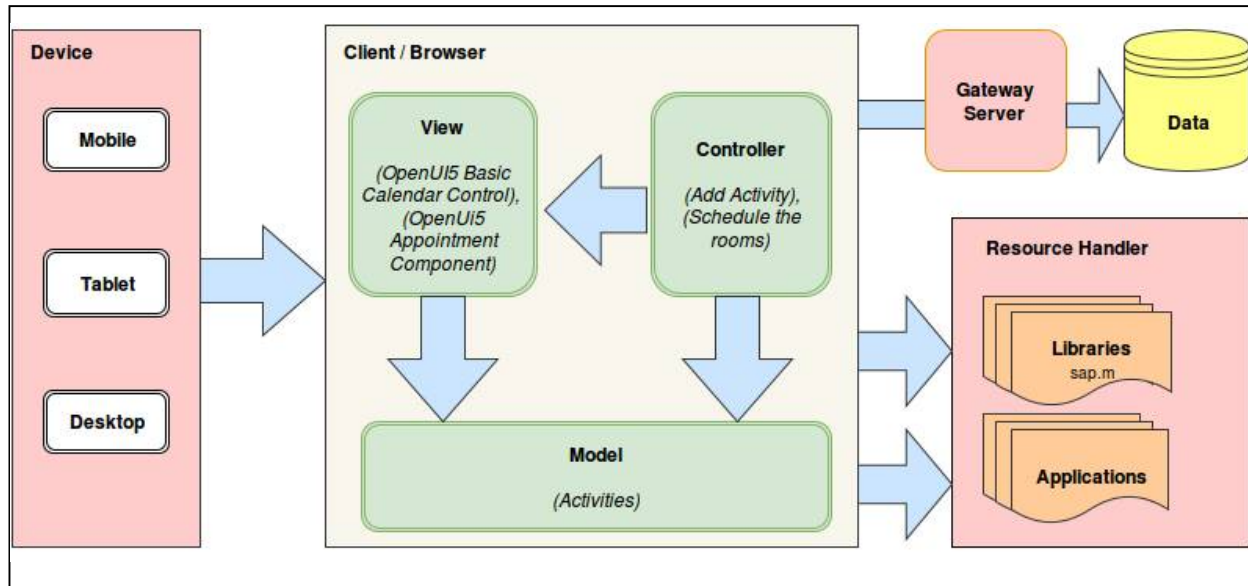 Device
Mobile
Tablet
Desktop
Client / Browser
View
(OpenUI5 Basic
Calendar Control),
(OpenUi5
Appointment
Component)
Controller
(Add Activity),
(Schedule the
rooms)
Model
(Activities)
Gateway
Server
Data
Resource Handler
Libraries
sap.m
Applications